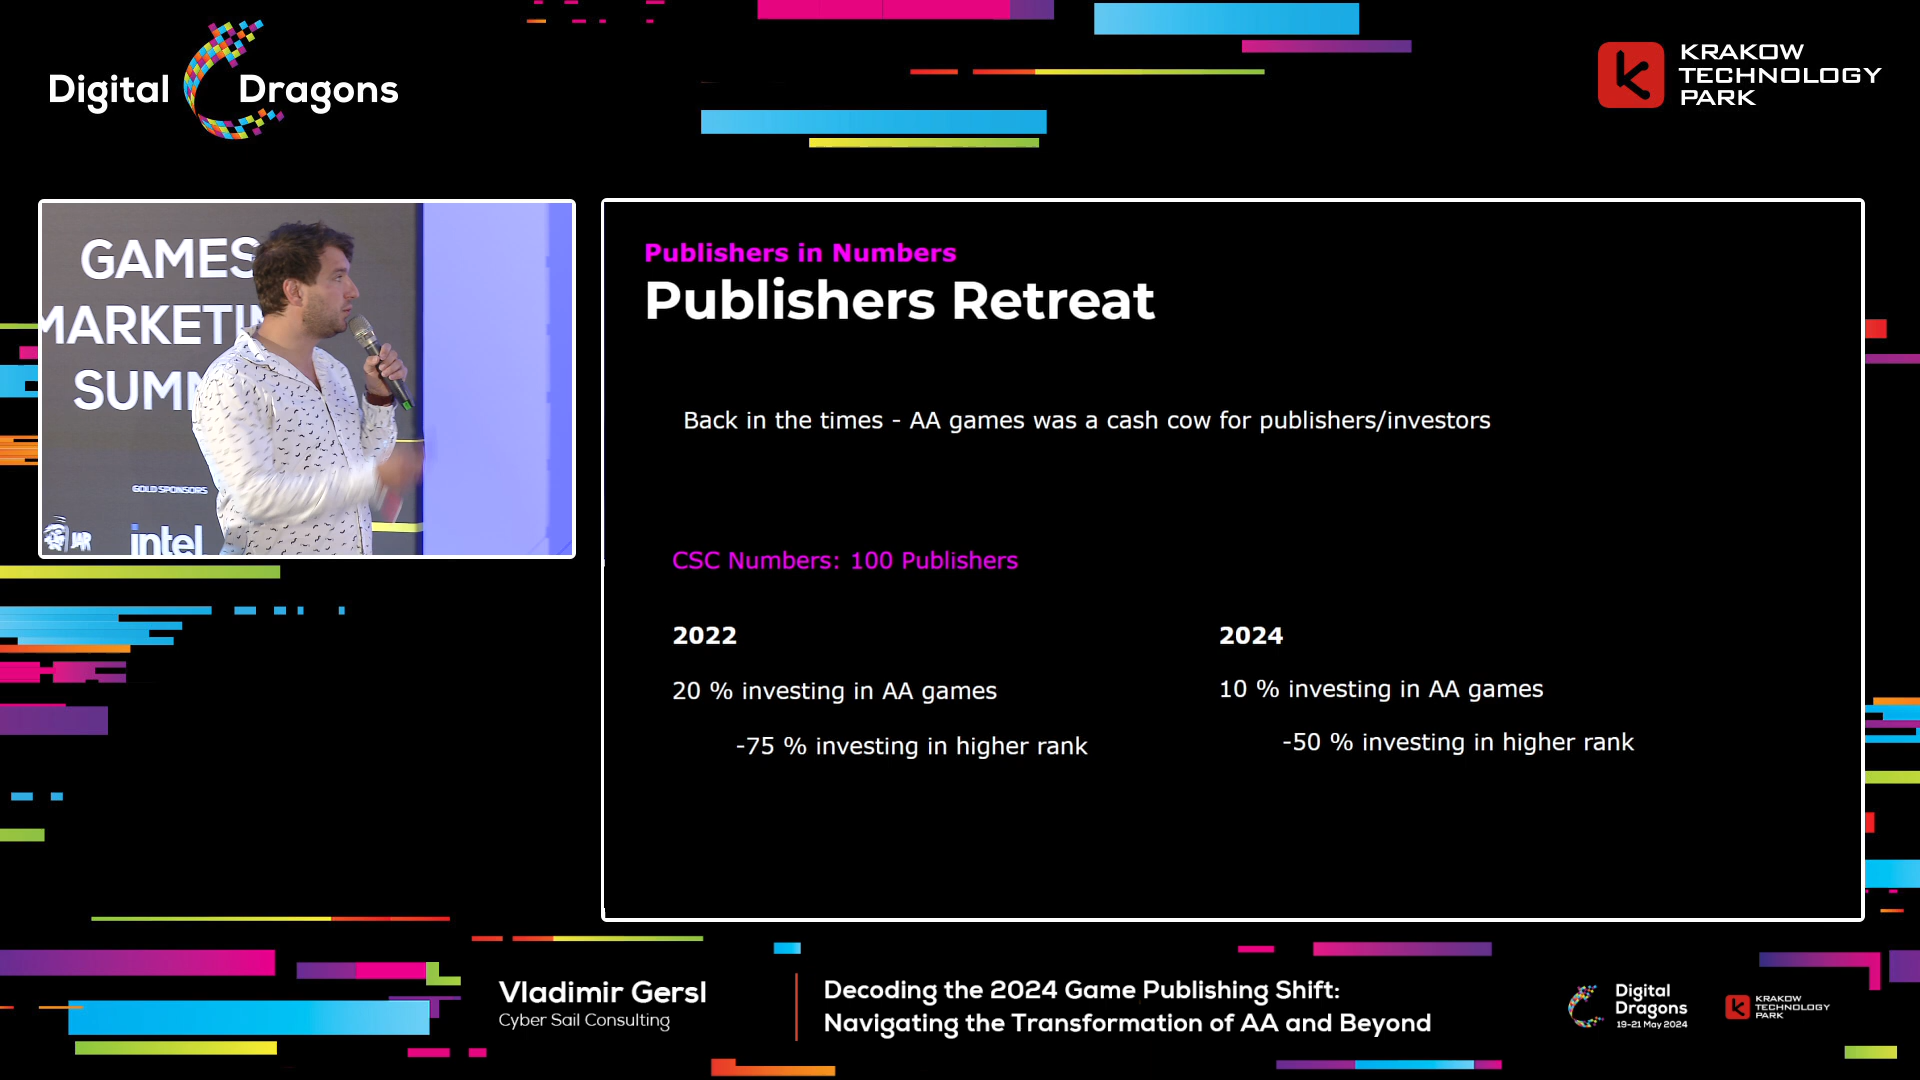 Digital Dragons
KRAKOW
TECHNOLOGY
PARK
GAMES
MARKETI
SUM
GOLD SPONSORS
JAR
intel
Publishers in Numbers
Publishers Retreat
Back in the times - AA games was a cash cow for publishers/investors
CSC Numbers: 100 Publishers
2022
20 % investing in AA games
-75 % investing in higher rank
2024
10 % investing in AA games
-50 % investing in higher rank
Vladimir Gersl
Cyber Sail Consulting
Decoding the 2024 Game Publishing Shift:
Navigating the Transformation of AA and Beyond
Digital
Dragons
19-21 May 2024
KRAKOW
TECHNOLOGY
PARK